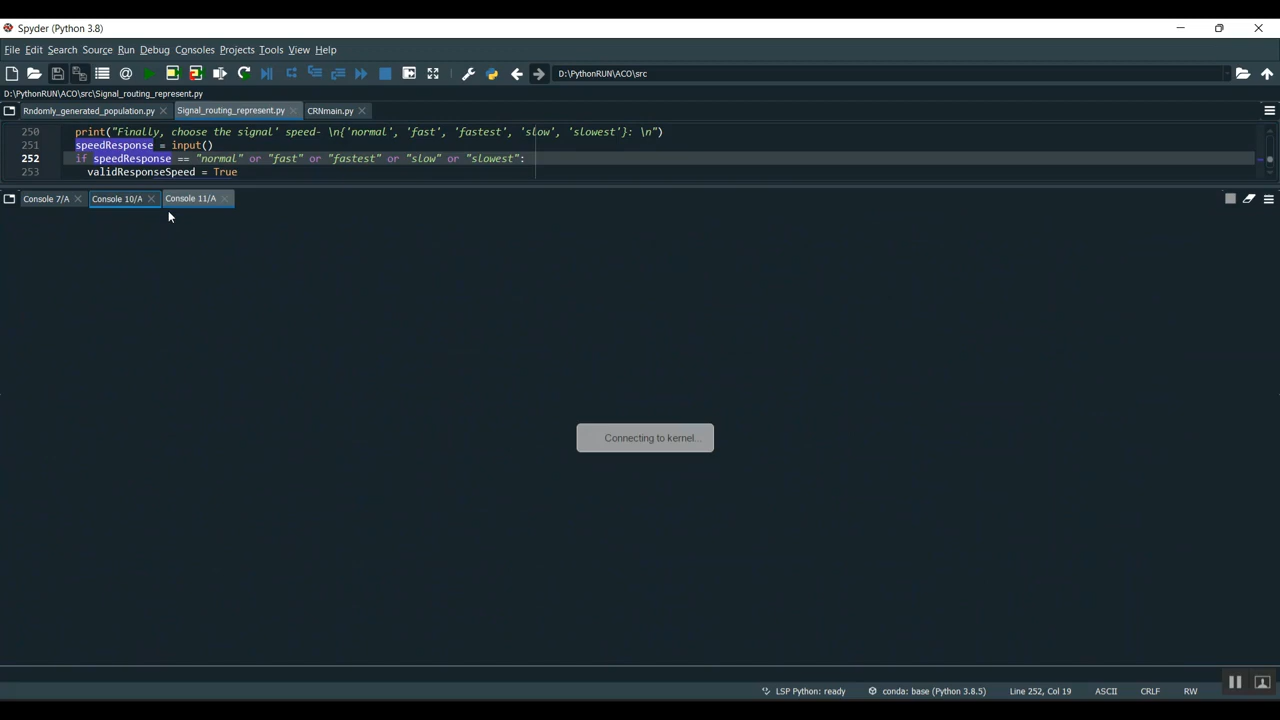 Spyder (Python 3.8)
File Edit Search Source Run Debug Consoles Projects Tools View Help
D:\PythonRUN\ACO\src
D:\PythonRUN\ACO\src\Signal_routing_represent.py
Rndomly_generated_population.py Signal_routing_represent.py CRNmain.py
250 print("Finally, choose the signal' speed- \n{'normal', 'fast', 'fastest', 'slow', 'slowest'}: \n")
251 speedResponse = input()
252 if speedResponse == "normal" or "fast" or "fastest" or "slow" or "slowest":
253 validResponseSpeed = True
Console 7/A Console 10/A Console 11/A
Connecting to kernel...
LSP Python: ready conda: base (Python 3.8.5) Line 252, Col 19 ASCII CRLF RW